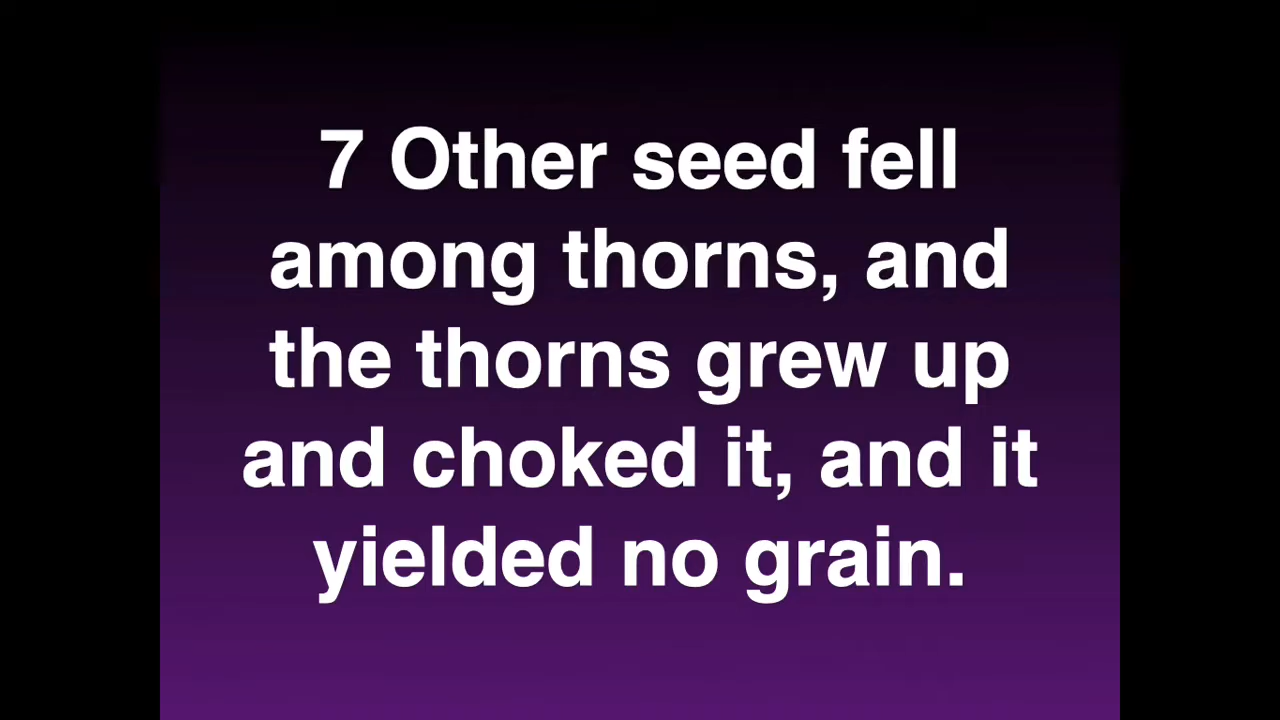 7 Other seed fell
among thorns, and
the thorns grew up
and choked it, and it
yielded no grain.